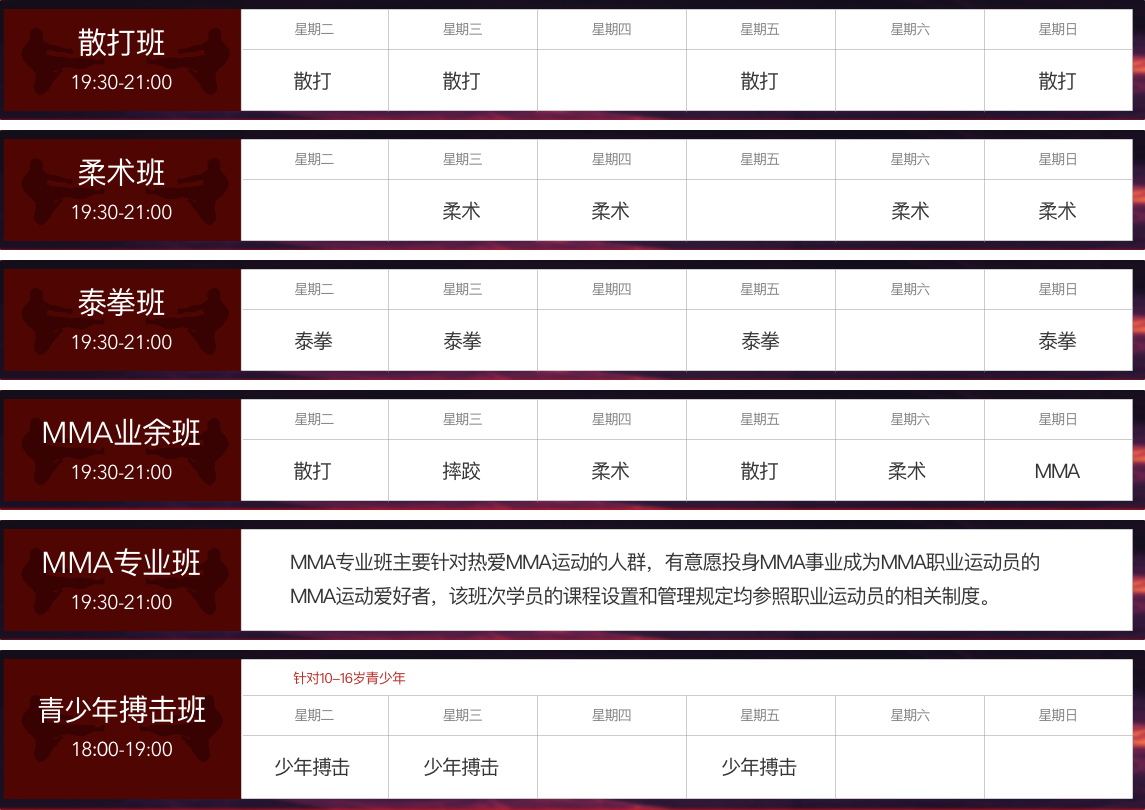 散打班
19:30-21:00
星期二 星期三 星期四 星期五 星期六 星期日
散打 散打 散打 散打
柔术班
19:30-21:00
星期二 星期三 星期四 星期五 星期六 星期日
柔术 柔术 柔术 柔术
泰拳班
19:30-21:00
星期二 星期三 星期四 星期五 星期六 星期日
泰拳 泰拳 泰拳 泰拳
MMA业余班
19:30-21:00
星期二 星期三 星期四 星期五 星期六 星期日
散打 摔跤 柔术 散打 柔术 MMA
MMA专业班
19:30-21:00
MMA专业班主要针对热爱MMA运动的人群，有意愿投身MMA事业成为MMA职业运动员的
MMA运动爱好者，该班次学员的课程设置和管理规定均参照职业运动员的相关制度。
青少年搏击班
18:00-19:00
针对10-16岁青少年
星期二 星期三 星期四 星期五 星期六 星期日
少年搏击 少年搏击 少年搏击